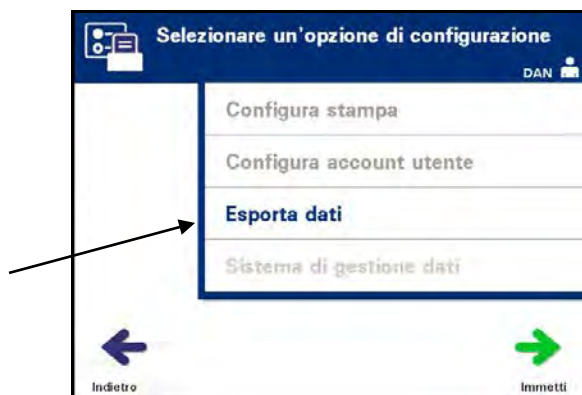 Selezionare un'opzione di configurazione
DAN
Configura stampa
Configura account utente
Esporta dati
Sistema di gestione dati
Indietro
Immetti